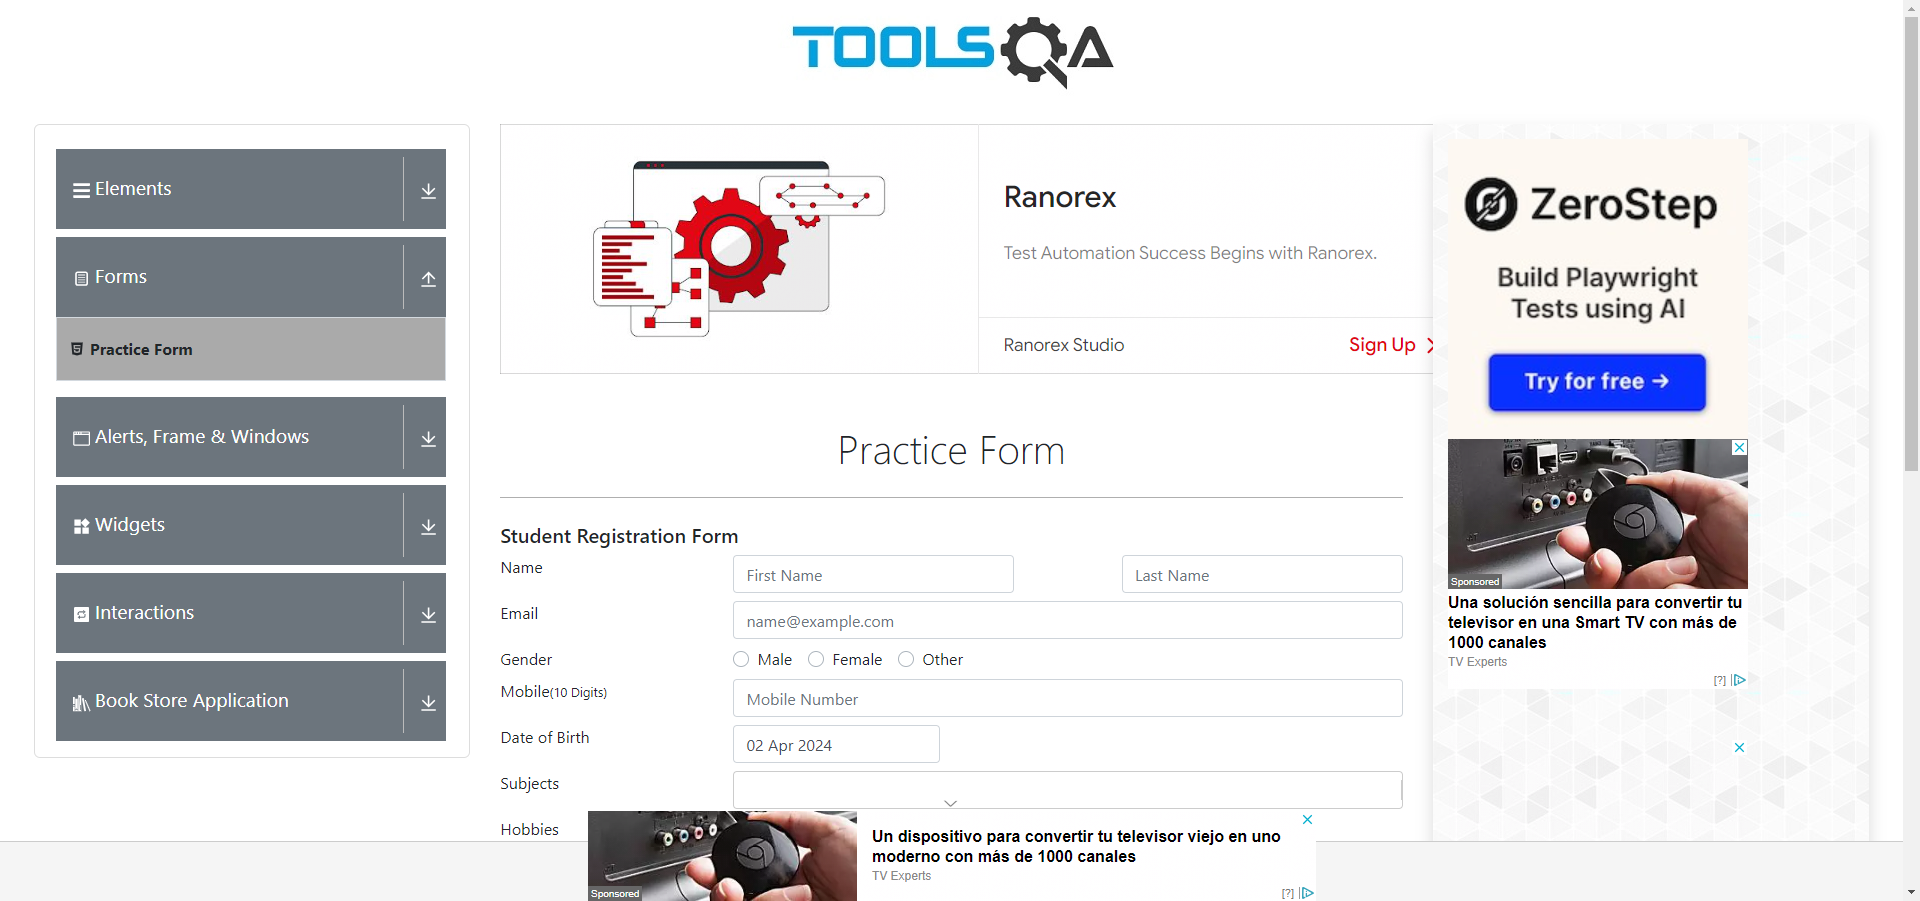 TOOLSQA
Elements
Forms
Practice Form
Alerts, Frame & Windows
Widgets
Interactions
Book Store Application
Ranorex
Test Automation Success Begins with Ranorex.
Ranorex Studio
Sign Up
Practice Form
Student Registration Form
Name
First Name
Last Name
Email
name@example.com
Gender
Male
Female
Other
Mobile(10 Digits)
Mobile Number
Date of Birth
02 Apr 2024
Subjects
Hobbies
ZeroStep
Build Playwright
Tests using AI
Try for free →
Sponsored
Una solución sencilla para convertir tu
televisor en una Smart TV con más de
1000 canales
TV Experts
[?]
Sponsored
Un dispositivo para convertir tu televisor viejo en uno
moderno con más de 1000 canales
TV Experts
[?]